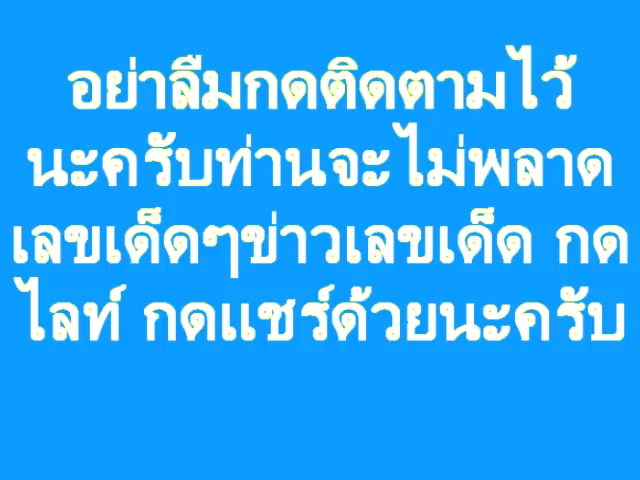 อย่าลืมกดติดตามไว้
นะครับท่านจะไม่พลาด
เลขเด็ดๆข่าวเลขเด็ด กด
ไลท์ กดแชร์ด้วยนะครับ